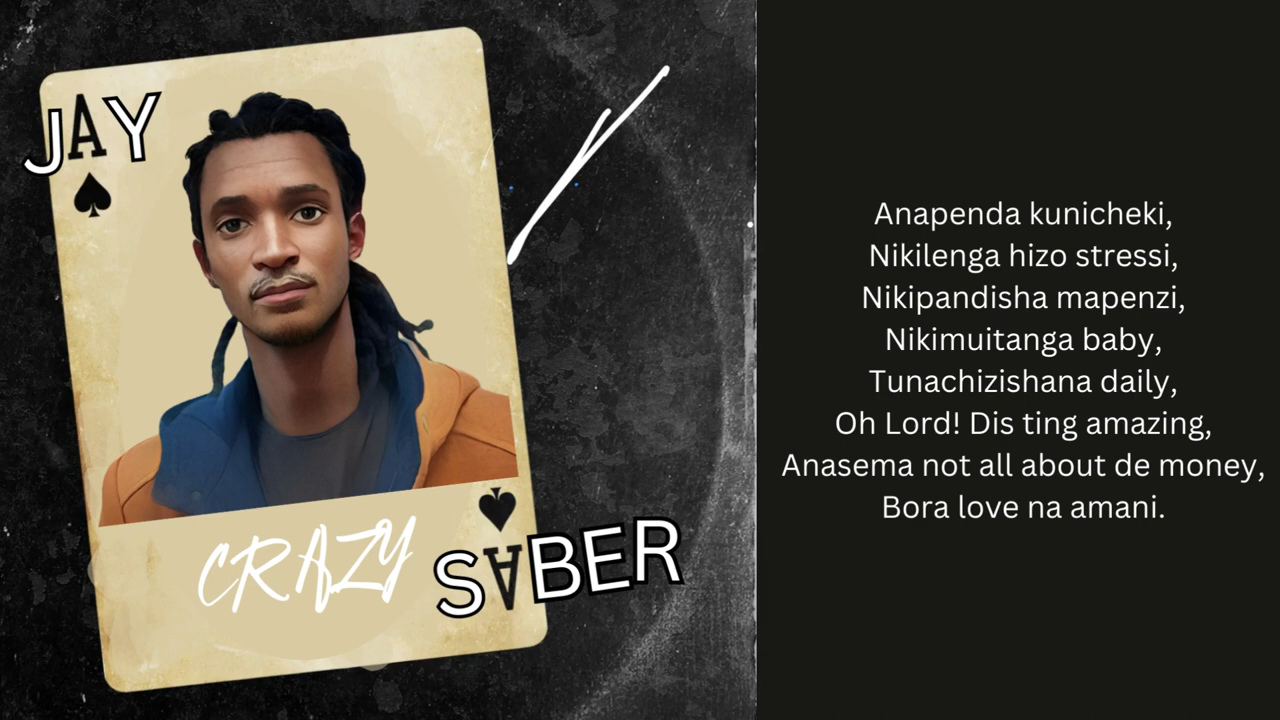 JAY
CRAZY
SABER
Anapenda kunicheki,
Nikilenga hizo stressi,
Nikipandisha mapenzi,
Nikimuitanga baby,
Tunachizishana daily,
Oh Lord! Dis ting amazing,
Anasema not all about de money,
Bora love na amani.